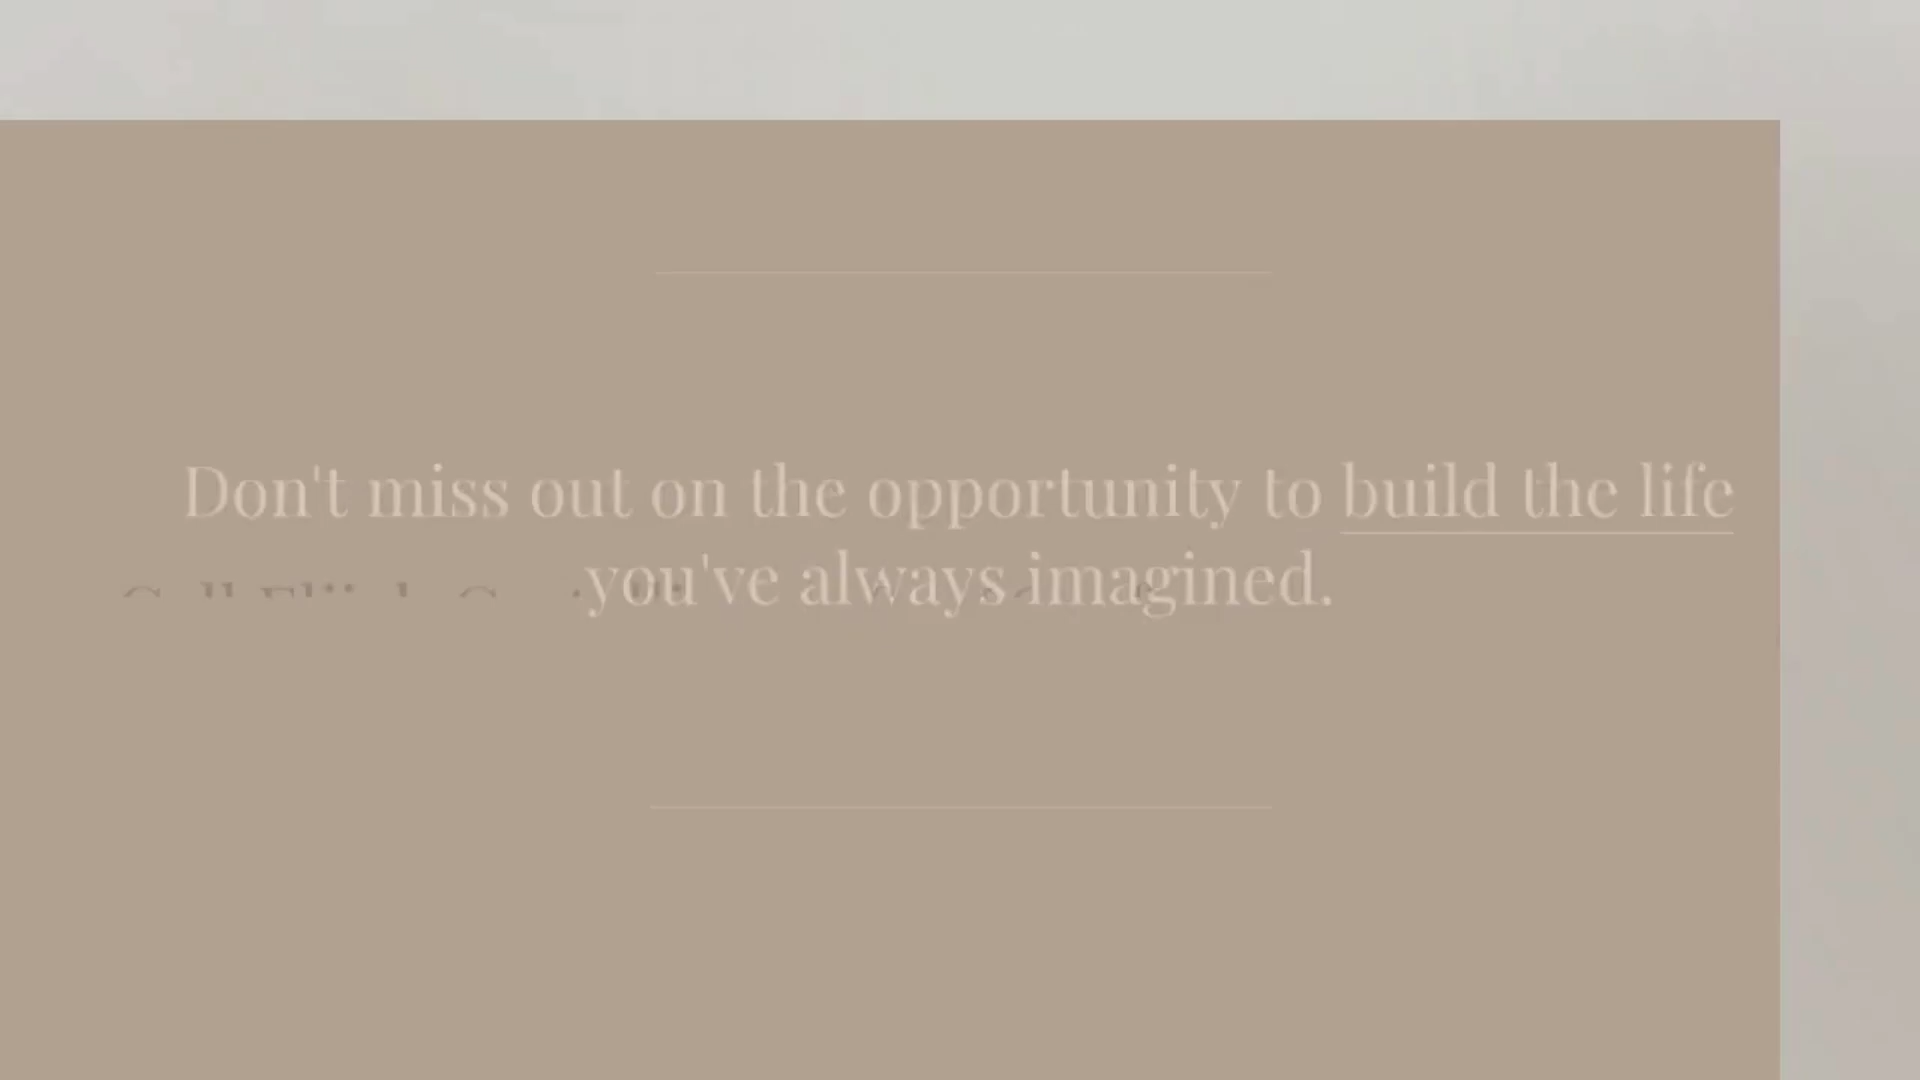 Don't miss out on the opportunity to build the life
you've always imagined.